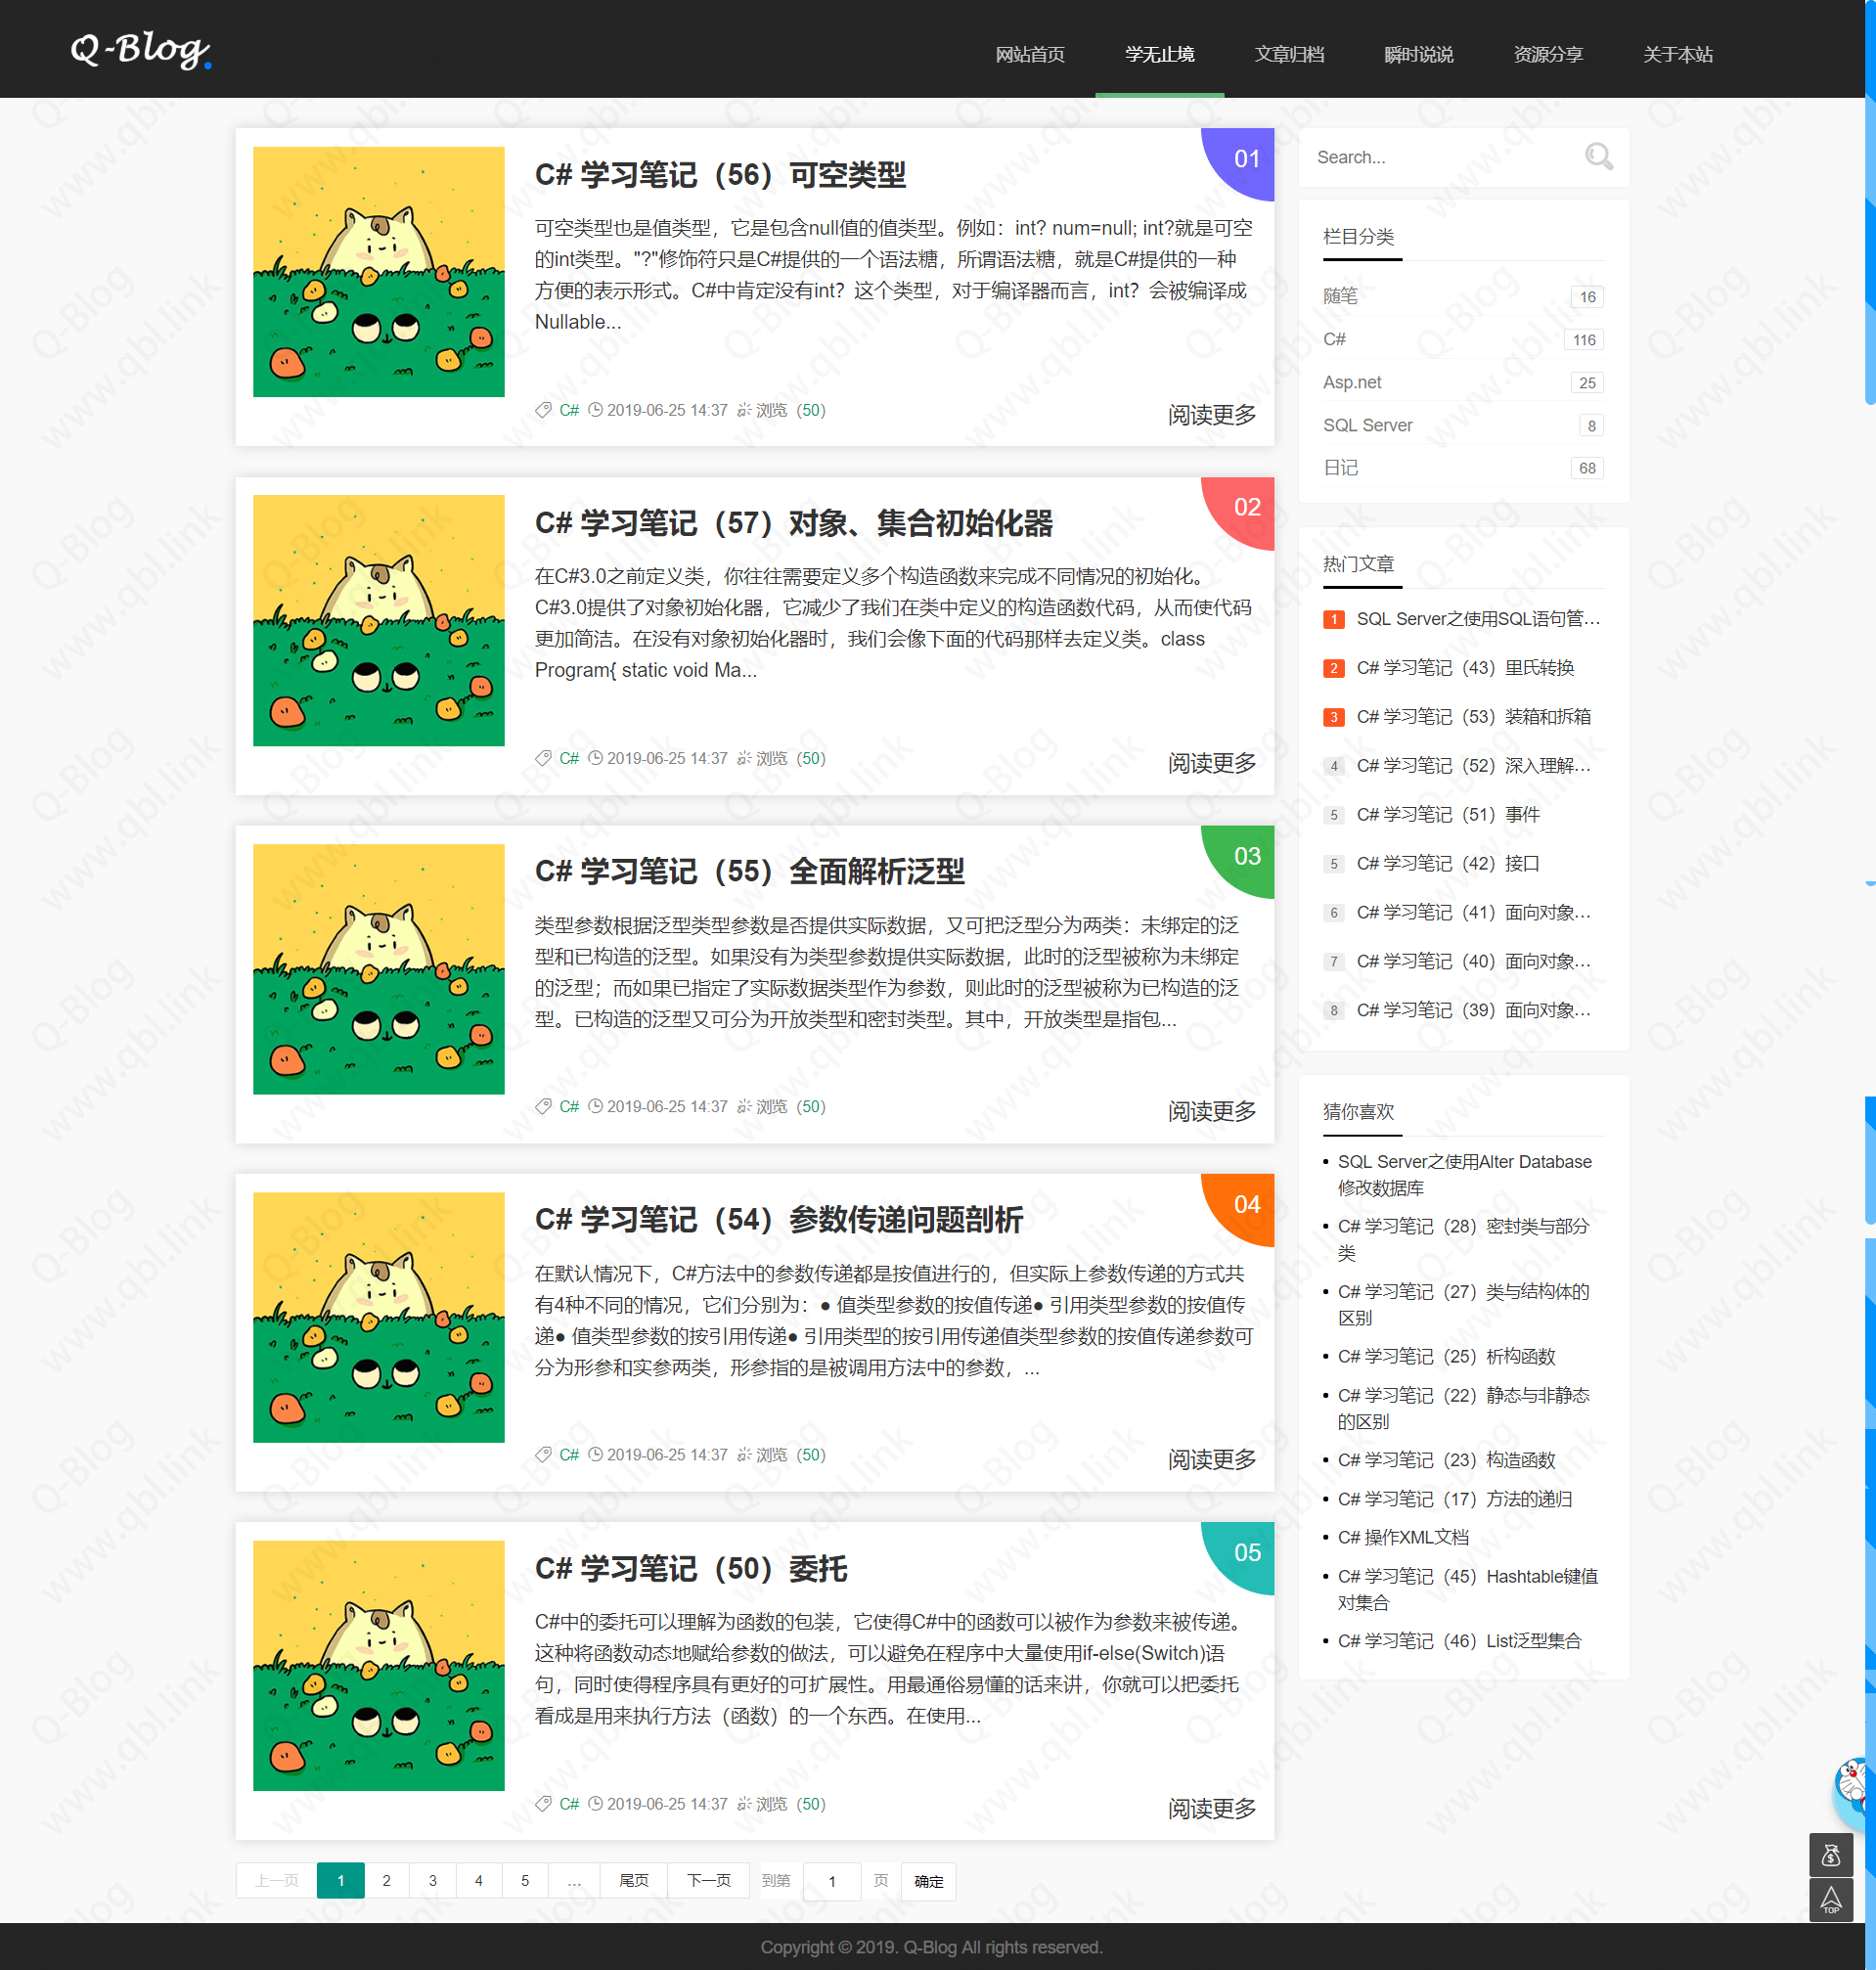 Q-Blog.
网站首页
学无止境
文章归档
瞬时说说
资源分享
关于本站
01
C# 学习笔记（56）可空类型
可空类型也是值类型，它是包含null值的值类型。例如：int? num=null; int?就是可空
的int类型。"?"修饰符只是C#提供的一个语法糖，所谓语法糖，就是C#提供的一种
方便的表示形式。C#中肯定没有int？这个类型，对于编译器而言，int？会被编译成
Nullable...
C# 2019-06-25 14:37 浏览（50）
阅读更多
02
C# 学习笔记（57）对象、集合初始化器
在C#3.0之前定义类，你往往需要定义多个构造函数来完成不同情况的初始化。
C#3.0提供了对象初始化器，它减少了我们在类中定义的构造函数代码，从而使代码
更加简洁。在没有对象初始化器时，我们会像下面的代码那样去定义类。class
Program{ static void Ma...
C# 2019-06-25 14:37 浏览（50）
阅读更多
03
C# 学习笔记（55）全面解析泛型
类型参数根据泛型类型参数是否提供实际数据，又可把泛型分为两类：未绑定的泛
型和已构造的泛型。如果没有为类型参数提供实际数据，此时的泛型被称为未绑定
的泛型；而如果已指定了实际数据类型作为参数，则此时的泛型被称为已构造的泛
型。已构造的泛型又可分为开放类型和密封类型。其中，开放类型是指包...
C# 2019-06-25 14:37 浏览（50）
阅读更多
04
C# 学习笔记（54）参数传递问题剖析
在默认情况下，C#方法中的参数传递都是按值进行的，但实际上参数传递的方式共
有4种不同的情况，它们分别为：● 值类型参数的按值传递● 引用类型参数的按值传
递● 值类型参数的按引用传递● 引用类型的按引用传递值类型参数的按值传递参数可
分为形参和实参两类，形参指的是被调用方法中的参数，...
C# 2019-06-25 14:37 浏览（50）
阅读更多
05
C# 学习笔记（50）委托
C#中的委托可以理解为函数的包装，它使得C#中的函数可以被作为参数来被传递。
这种将函数动态地赋给参数的做法，可以避免在程序中大量使用if-else(Switch)语
句，同时使得程序具有更好的可扩展性。用最通俗易懂的话来讲，你就可以把委托
看成是用来执行方法（函数）的一个东西。在使用...
C# 2019-06-25 14:37 浏览（50）
阅读更多
上一页 1 2 3 4 5 … 尾页 下一页 到第 1 页 确定
Search...
栏目分类
随笔 16
C# 116
Asp.net 25
SQL Server 8
日记 68
热门文章
1 SQL Server之使用SQL语句管...
2 C# 学习笔记（43）里氏转换
3 C# 学习笔记（53）装箱和拆箱
4 C# 学习笔记（52）深入理解...
5 C# 学习笔记（51）事件
5 C# 学习笔记（42）接口
6 C# 学习笔记（41）面向对象...
7 C# 学习笔记（40）面向对象...
8 C# 学习笔记（39）面向对象...
猜你喜欢
SQL Server之使用Alter Database
修改数据库
C# 学习笔记（28）密封类与部分
类
C# 学习笔记（27）类与结构体的
区别
C# 学习笔记（25）析构函数
C# 学习笔记（22）静态与非静态
的区别
C# 学习笔记（23）构造函数
C# 学习笔记（17）方法的递归
C# 操作XML文档
C# 学习笔记（45）Hashtable键值
对集合
C# 学习笔记（46）List泛型集合
TOP
Copyright © 2019. Q-Blog All rights reserved.
Q-Blog
www.qbl.link